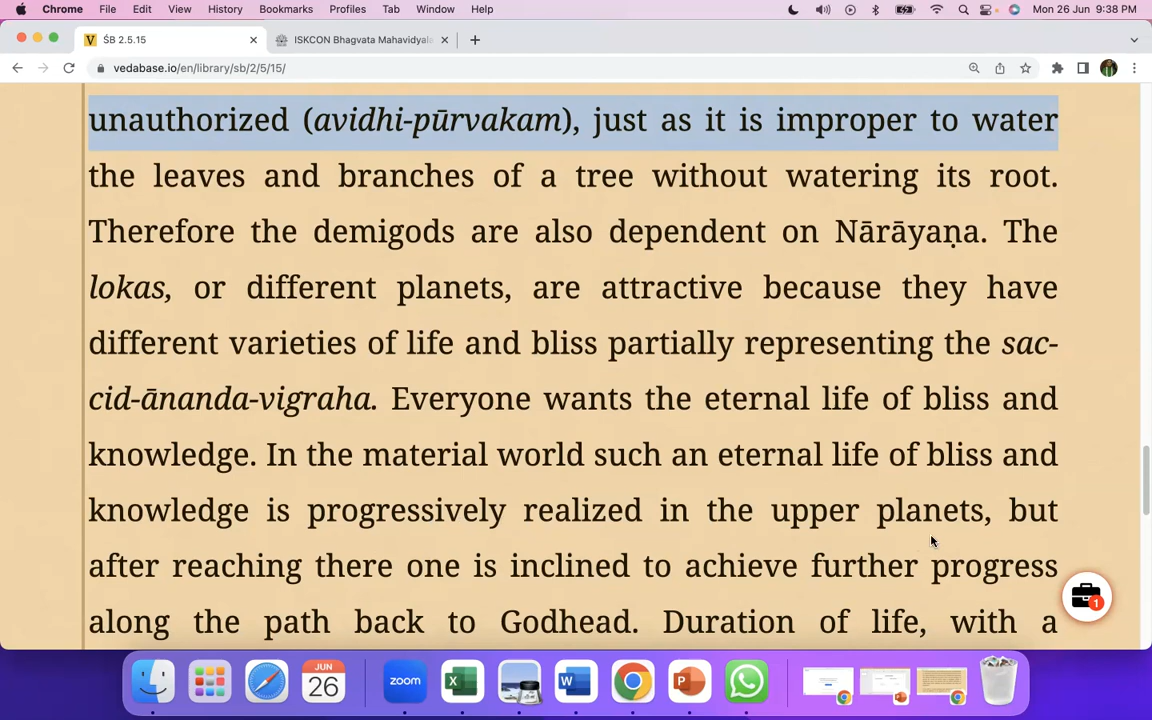 Chrome File Edit View History Bookmarks Profiles Tab Window Help Mon 26 Jun 9:38 PM
V ŚB 2.5.15 ISKCON Bhagvata Mahavidyala
vedabase.io/en/library/sb/2/5/15/
unauthorized (avidhi-pūrvakam), just as it is improper to water
the leaves and branches of a tree without watering its root.
Therefore the demigods are also dependent on Nārāyaṇa. The
lokas, or different planets, are attractive because they have
different varieties of life and bliss partially representing the sac-
cid-ānanda-vigraha. Everyone wants the eternal life of bliss and
knowledge. In the material world such an eternal life of bliss and
knowledge is progressively realized in the upper planets, but
after reaching there one is inclined to achieve further progress
along the path back to Godhead. Duration of life, with a
1
JUN
26
zoom
X
W
P